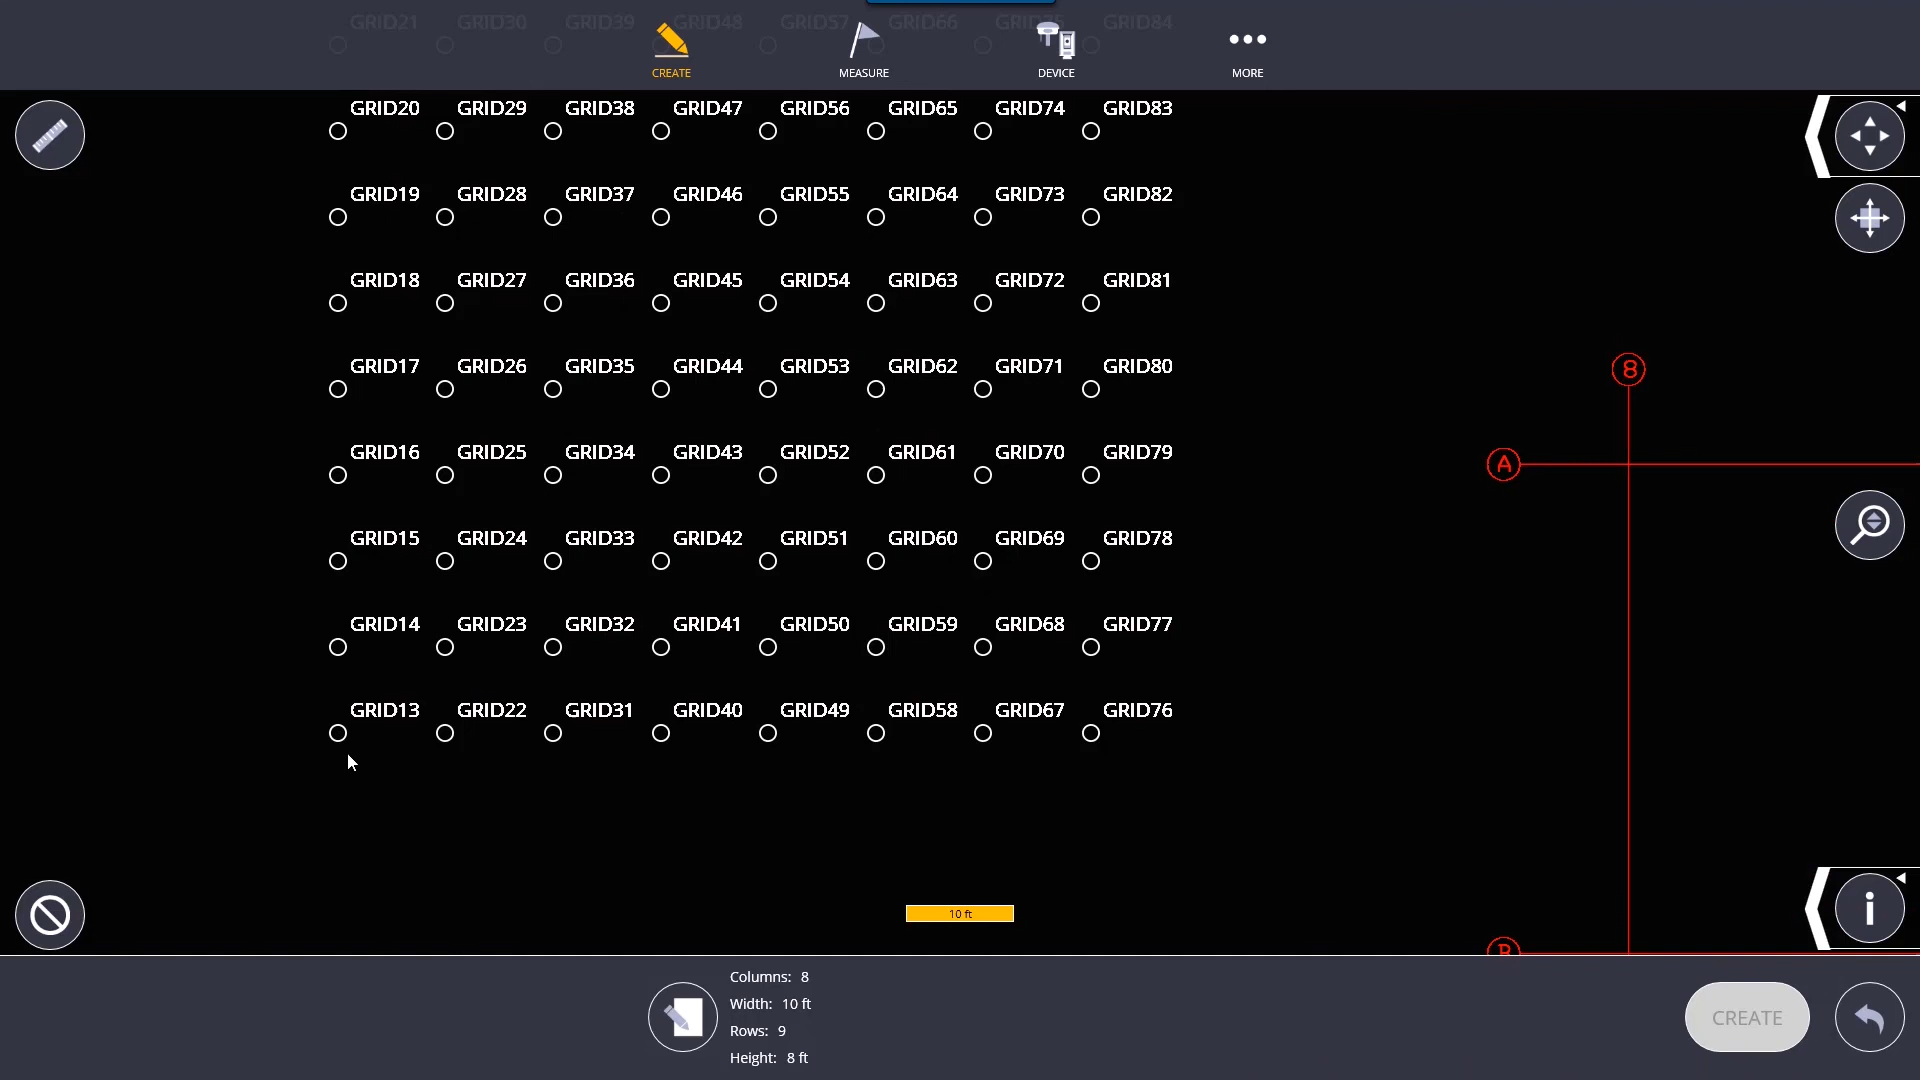 GRID21 GRID30 GRID39 GRID48 GRID57 GRID66 GRID75 GRID84
CREATE MEASURE DEVICE MORE
GRID20 GRID29 GRID38 GRID47 GRID56 GRID65 GRID74 GRID83
GRID19 GRID28 GRID37 GRID46 GRID55 GRID64 GRID73 GRID82
GRID18 GRID27 GRID36 GRID45 GRID54 GRID63 GRID72 GRID81
GRID17 GRID26 GRID35 GRID44 GRID53 GRID62 GRID71 GRID80
8
GRID16 GRID25 GRID34 GRID43 GRID52 GRID61 GRID70 GRID79
A
GRID15 GRID24 GRID33 GRID42 GRID51 GRID60 GRID69 GRID78
GRID14 GRID23 GRID32 GRID41 GRID50 GRID59 GRID68 GRID77
GRID13 GRID22 GRID31 GRID40 GRID49 GRID58 GRID67 GRID76
10 ft
i
B
Columns: 8
Width: 10 ft
Rows: 9
Height: 8 ft
CREATE